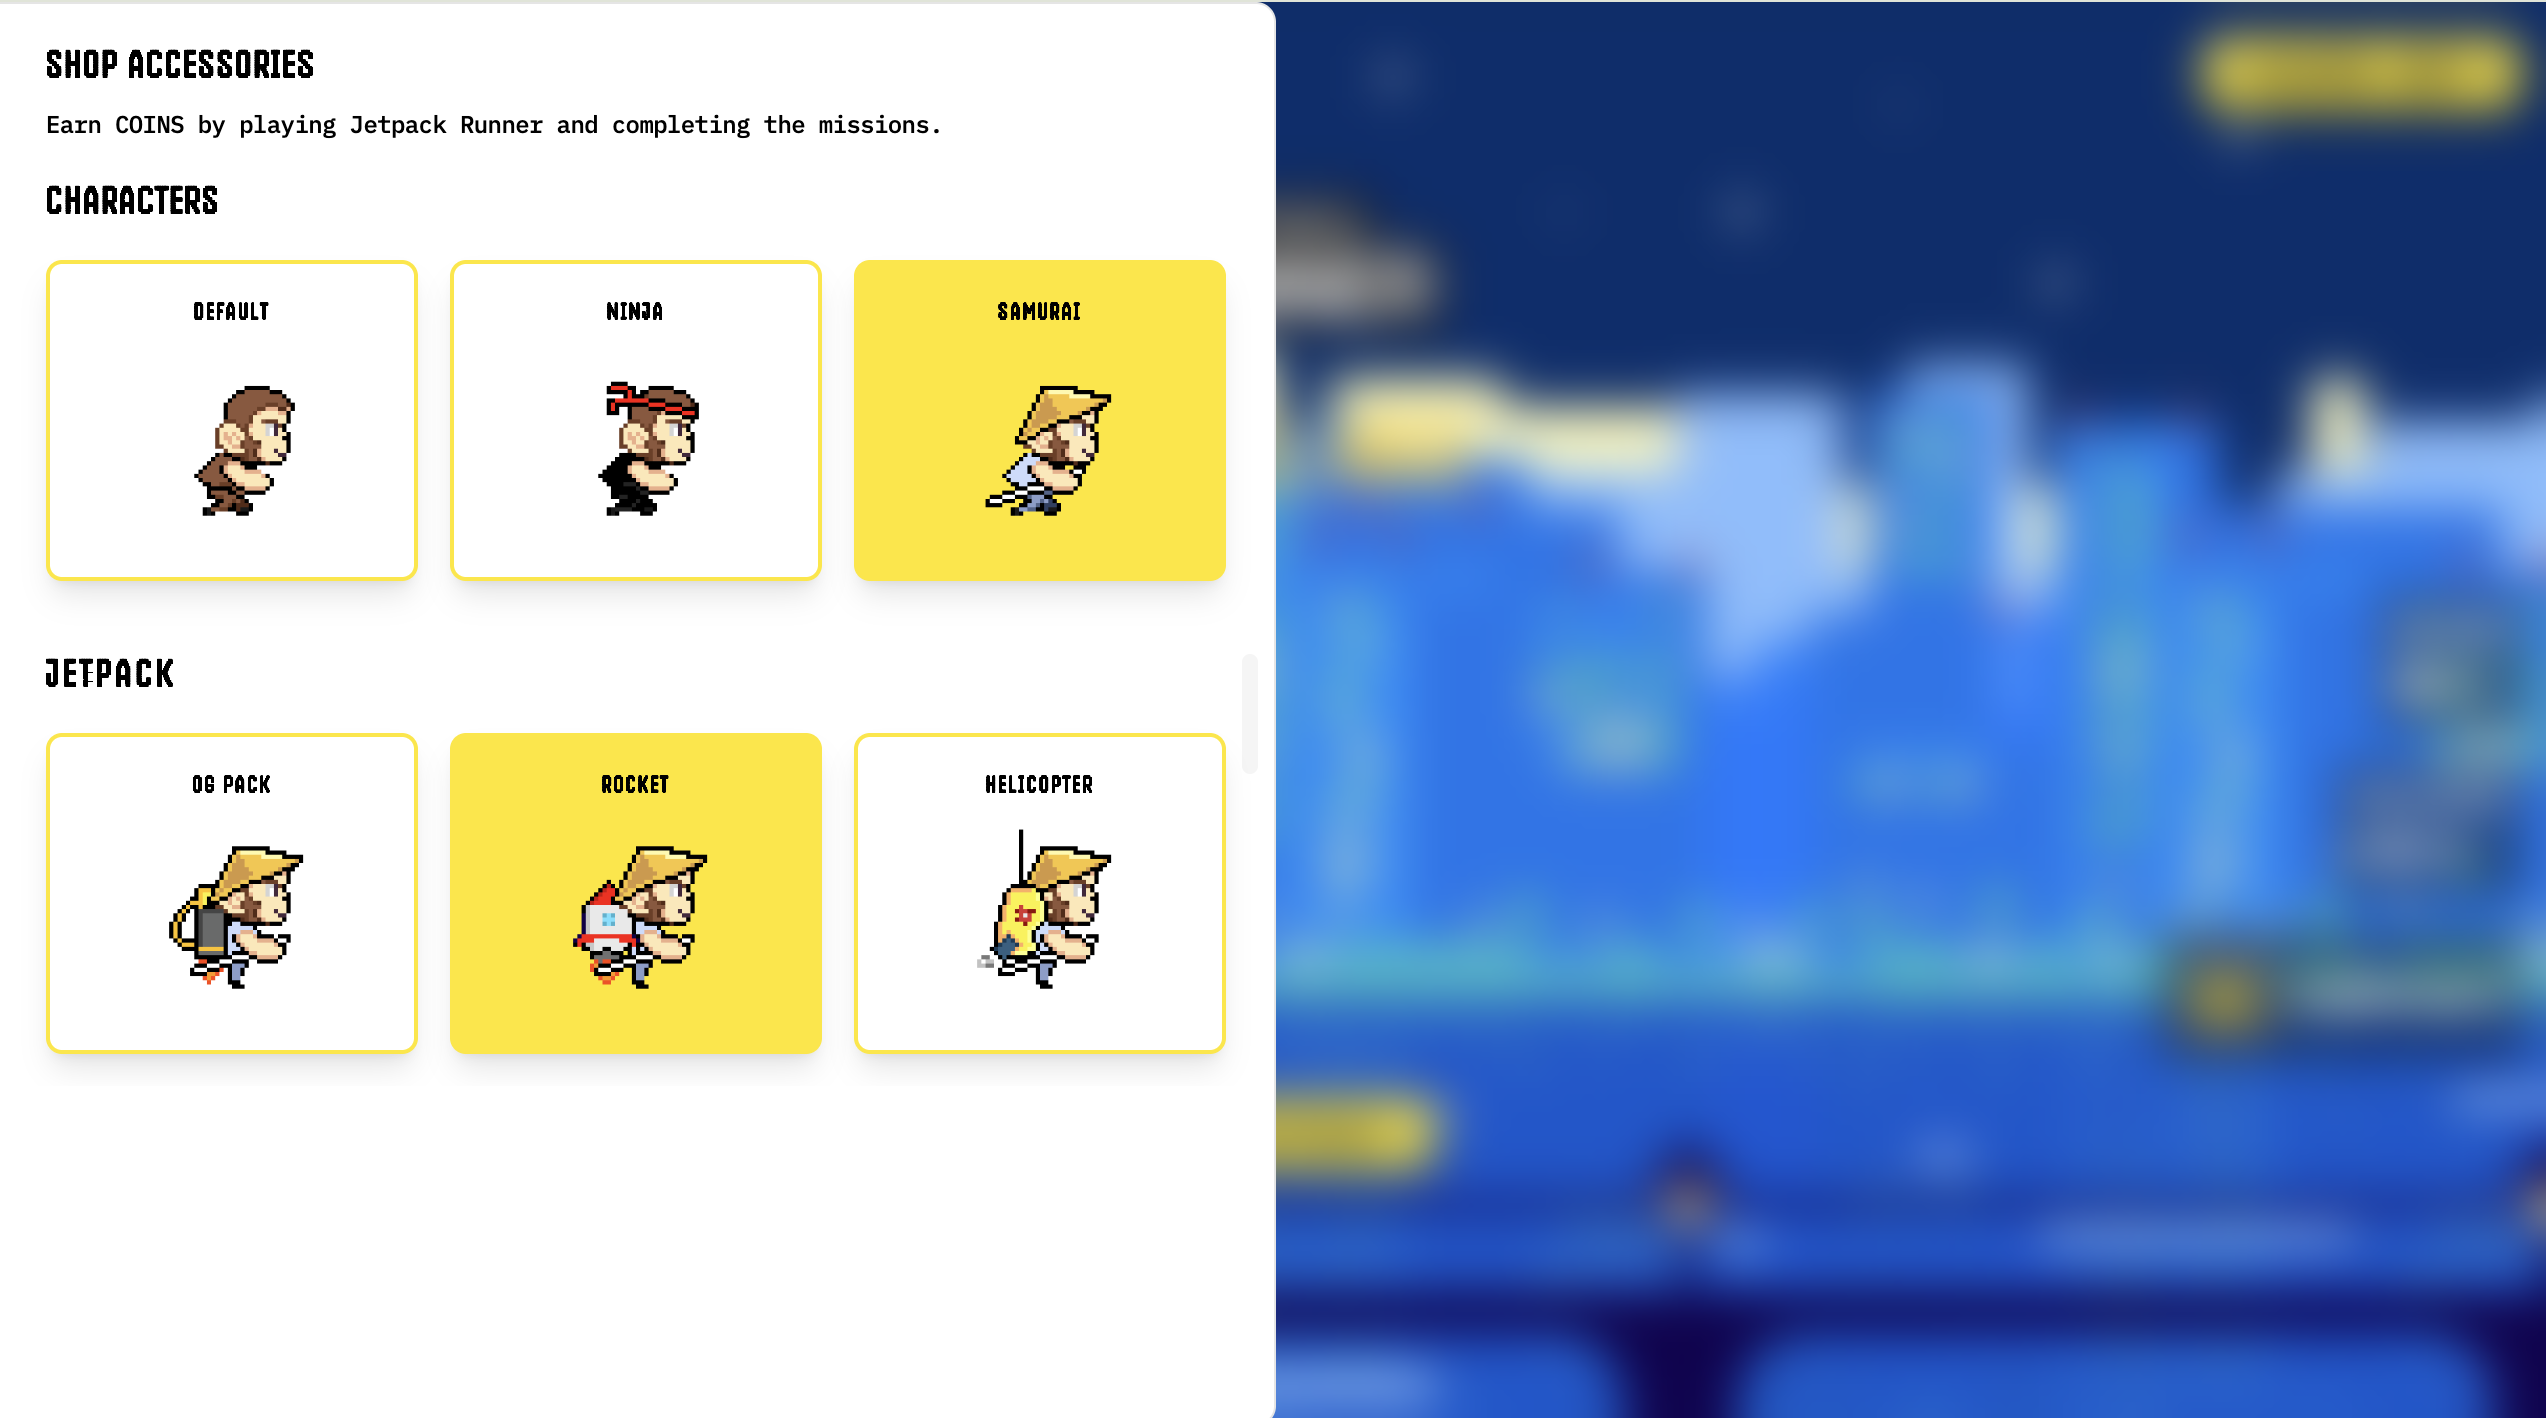 SHOP ACCESSORIES
Earn COINS by playing Jetpack Runner and completing the missions.
CHARACTERS
DEFAULT
NINJA
SAMURAI
JETPACK
OG PACK
ROCKET
HELICOPTER